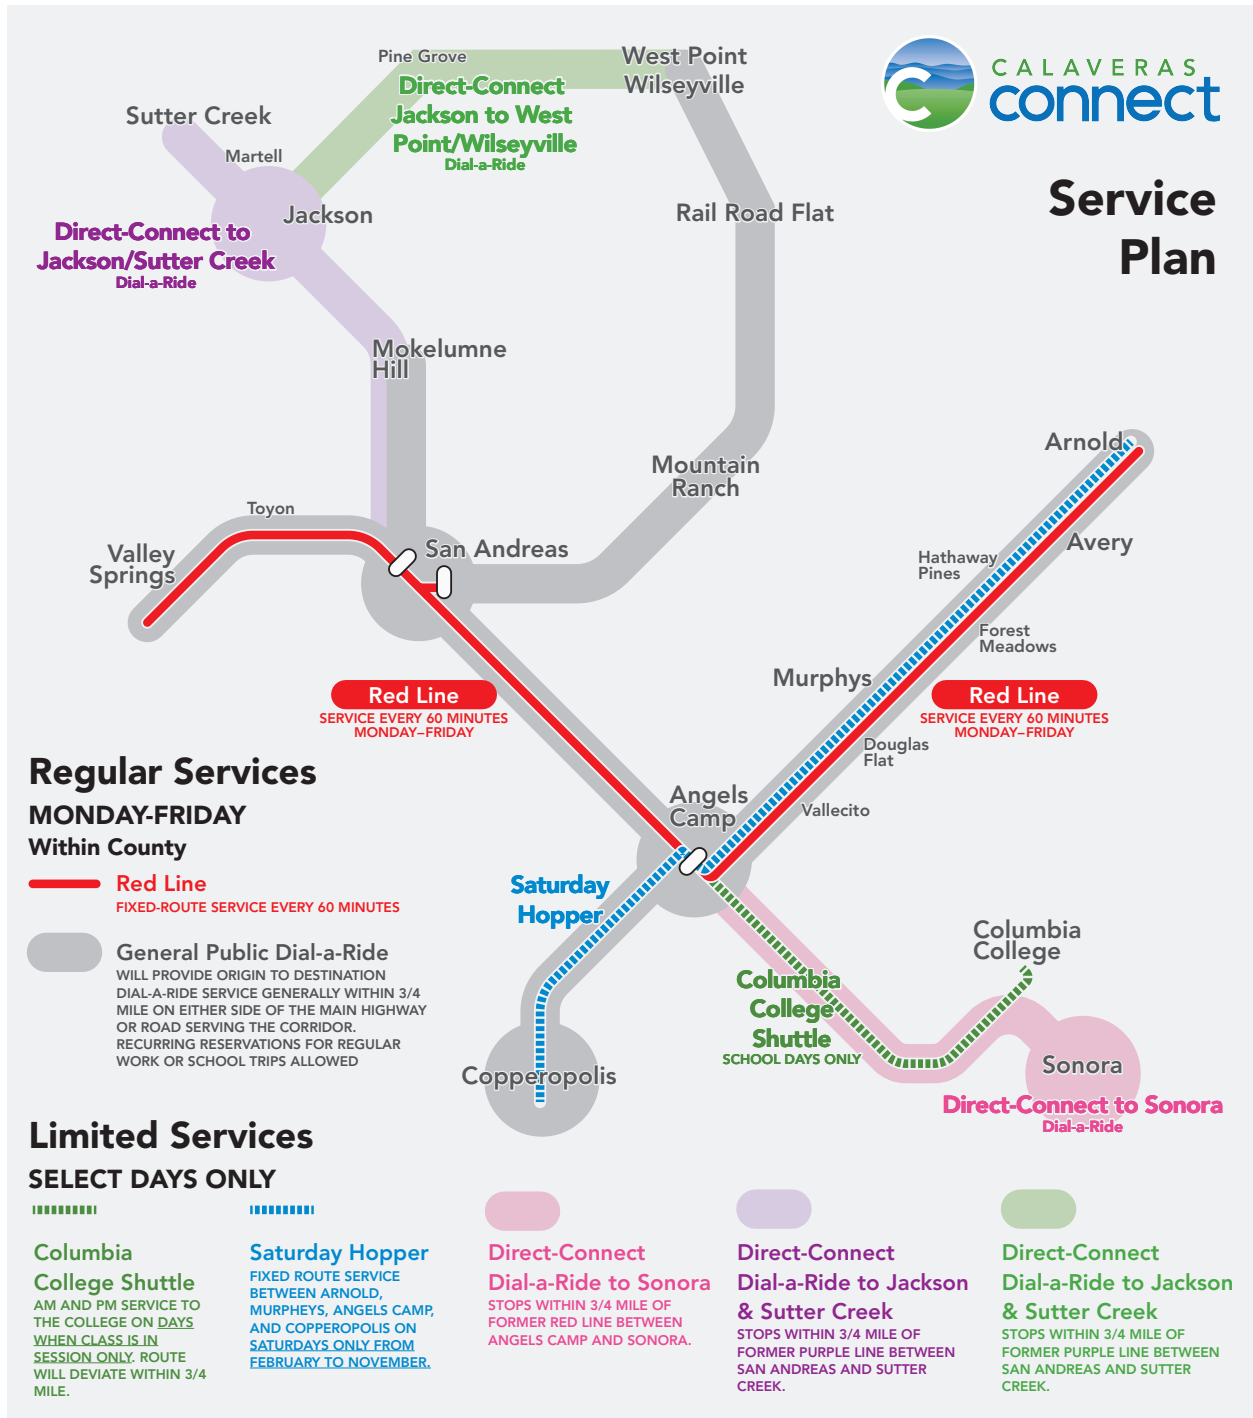 CALAVERAS
connect
Service
Plan
Pine Grove
West Point
Wilseyville
Direct-Connect
Jackson to West
Point/Wilseyville
Dial-a-Ride
Sutter Creek
Martell
Jackson
Direct-Connect to
Jackson/Sutter Creek
Dial-a-Ride
Rail Road Flat
Mokelumne
Hill
Mountain
Ranch
Arnold
Toyon
Valley
Springs
San Andreas
Avery
Hathaway
Pines
Forest
Meadows
Murphys
Red Line
SERVICE EVERY 60 MINUTES
MONDAY–FRIDAY
Red Line
SERVICE EVERY 60 MINUTES
MONDAY–FRIDAY
Douglas
Flat
Vallecito
Angels
Camp
Saturday
Hopper
Columbia
College
Columbia
College
Shuttle
SCHOOL DAYS ONLY
Copperopolis
Sonora
Direct-Connect to Sonora
Dial-a-Ride
Regular Services
MONDAY-FRIDAY
Within County
Red Line
FIXED-ROUTE SERVICE EVERY 60 MINUTES
General Public Dial-a-Ride
WILL PROVIDE ORIGIN TO DESTINATION
DIAL-A-RIDE SERVICE GENERALLY WITHIN 3/4
MILE ON EITHER SIDE OF THE MAIN HIGHWAY
OR ROAD SERVING THE CORRIDOR.
RECURRING RESERVATIONS FOR REGULAR
WORK OR SCHOOL TRIPS ALLOWED
Limited Services
SELECT DAYS ONLY
Columbia
College Shuttle
AM AND PM SERVICE TO
THE COLLEGE ON DAYS
WHEN CLASS IS IN
SESSION ONLY. ROUTE
WILL DEVIATE WITHIN 3/4
MILE.
Saturday Hopper
FIXED ROUTE SERVICE
BETWEEN ARNOLD,
MURPHEYS, ANGELS CAMP,
AND COPPEROPOLIS ON
SATURDAYS ONLY FROM
FEBRUARY TO NOVEMBER.
Direct-Connect
Dial-a-Ride to Sonora
STOPS WITHIN 3/4 MILE OF
FORMER RED LINE BETWEEN
ANGELS CAMP AND SONORA.
Direct-Connect
Dial-a-Ride to Jackson
& Sutter Creek
STOPS WITHIN 3/4 MILE OF
FORMER PURPLE LINE BETWEEN
SAN ANDREAS AND SUTTER
CREEK.
Direct-Connect
Dial-a-Ride to Jackson
& Sutter Creek
STOPS WITHIN 3/4 MILE OF
FORMER PURPLE LINE BETWEEN
SAN ANDREAS AND SUTTER
CREEK.